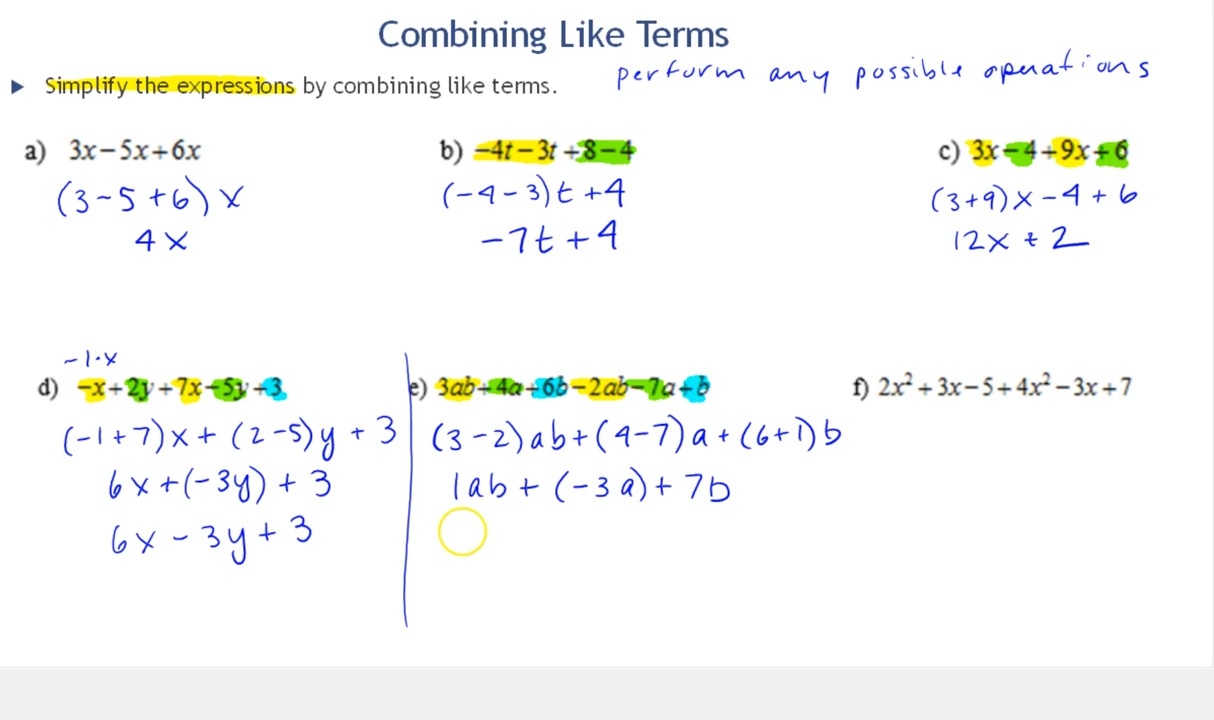 Combining Like Terms
Simplify the expressions by combining like terms. perform any possible operations
a) 3x−5x+6x
(3−5+6)x
4x
b) −4t−3t+8−4
(−4−3)t+4
−7t+4
c) 3x−4+9x+6
(3+9)x−4+6
12x+2
−1·x
d) −x+2y+7x−5y+3
(−1+7)x+(2−5)y+3
6x+(−3y)+3
6x−3y+3
e) 3ab+4a+6b−2ab−7a+b
(3−2)ab+(4−7)a+(6+1)b
1ab+(−3a)+7b
f) 2x²+3x−5+4x²−3x+7